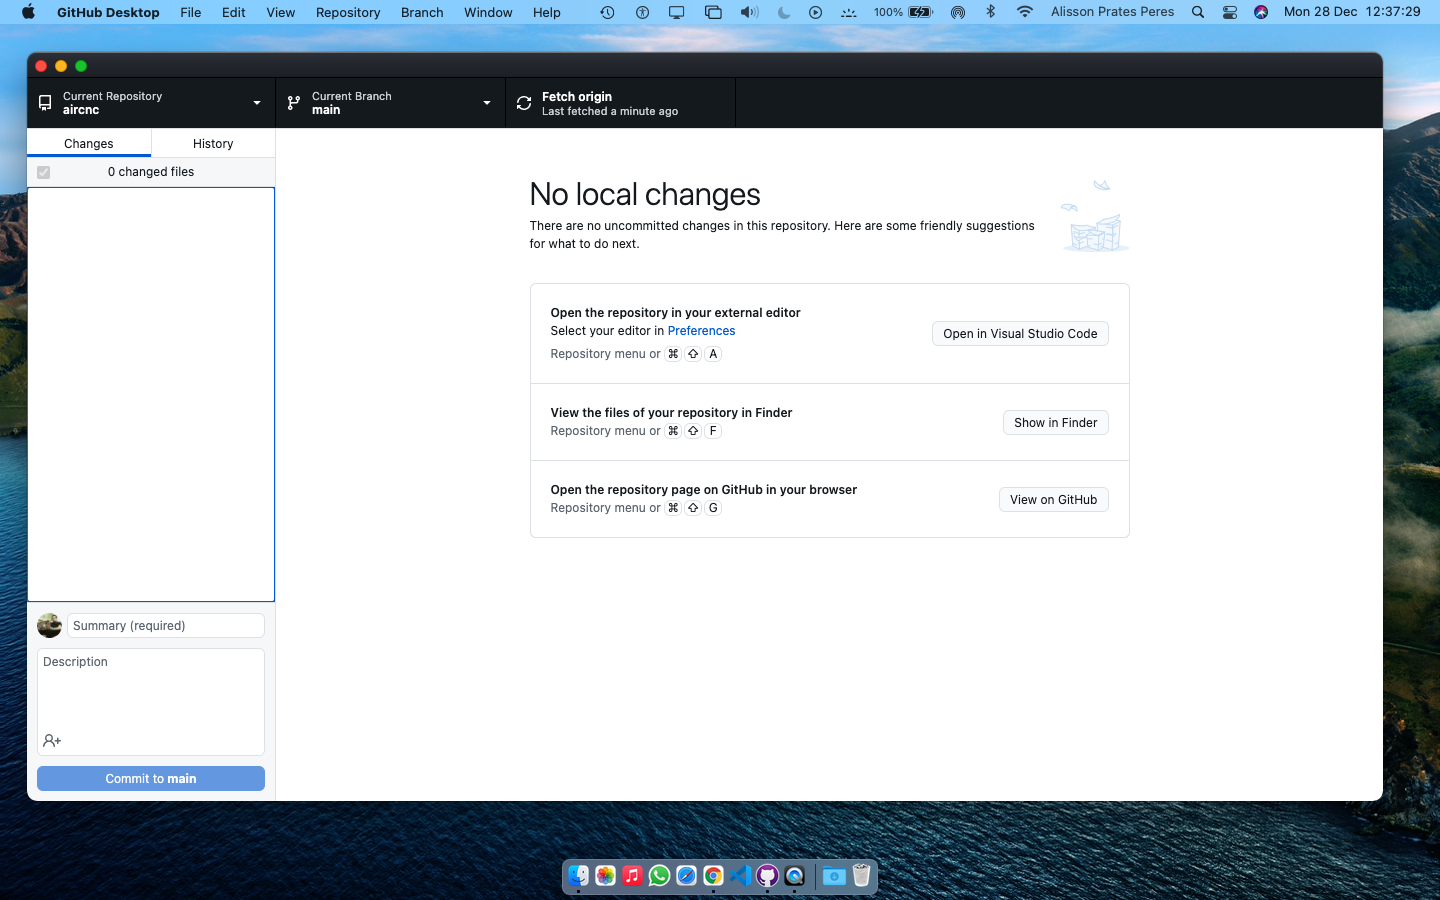 GitHub Desktop File Edit View Repository Branch Window Help 100% Alisson Prates Peres Mon 28 Dec 12:37:29
Current Repository
aircnc
Current Branch
main
Fetch origin
Last fetched a minute ago
Changes History
0 changed files
No local changes
There are no uncommitted changes in this repository. Here are some friendly suggestions
for what to do next.
Open the repository in your external editor
Select your editor in Preferences
Repository menu or ⌘ ⇧ A
Open in Visual Studio Code
View the files of your repository in Finder
Repository menu or ⌘ ⇧ F
Show in Finder
Open the repository page on GitHub in your browser
Repository menu or ⌘ ⇧ G
View on GitHub
Summary (required)
Description
Commit to main